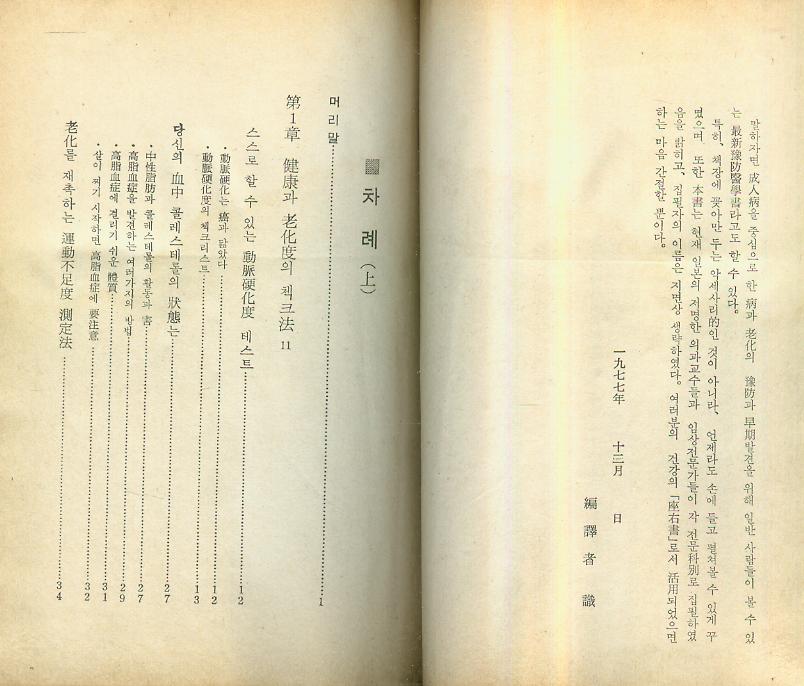 말하자면 成人病을 중심으로 한 病과 老化의 豫防과 早期발견을 위해 일반 사람들이 볼 수 있
는 最新豫防醫學書라고도 할 수 있다.
특히, 책장에 꽂아만 두는 악세사리的인 것이 아니라, 언제라도 손에 들고 펼쳐볼 수 있게 꾸
몄으며 또한 本書는 현재 일본의 저명한 의과교수들과 임상전문가들이 각 전문科別로 집필하였
음을 밝히고, 집필자의 이름은 지면상 생략하였다. 여러분의 건강의 「座右書」로서 活用되었으면
하는 마음 간절할 뿐이다.
一九七七年 十二月 日
編譯者 識
▨ 차례 (上)
머리말 1
第1章 健康과 老化度의 체크法 11
스스로 할 수 있는 動脈硬化度 테스트 12
・動脈硬化는 癌과 닮았다 12
・動脈硬化度의 체크리스트 13
당신의 血中 콜레스테롤의 狀態는 27
・中性脂肪과 콜레스테롤의 활동과 害 27
・高脂血症을 발견하는 여러가지의 방법 29
・高脂血症에 걸리기 쉬운 體質 31
・살이 찌기 시작하면 高脂血症에 要注意 32
老化를 재촉하는 運動不足度 測定法 34